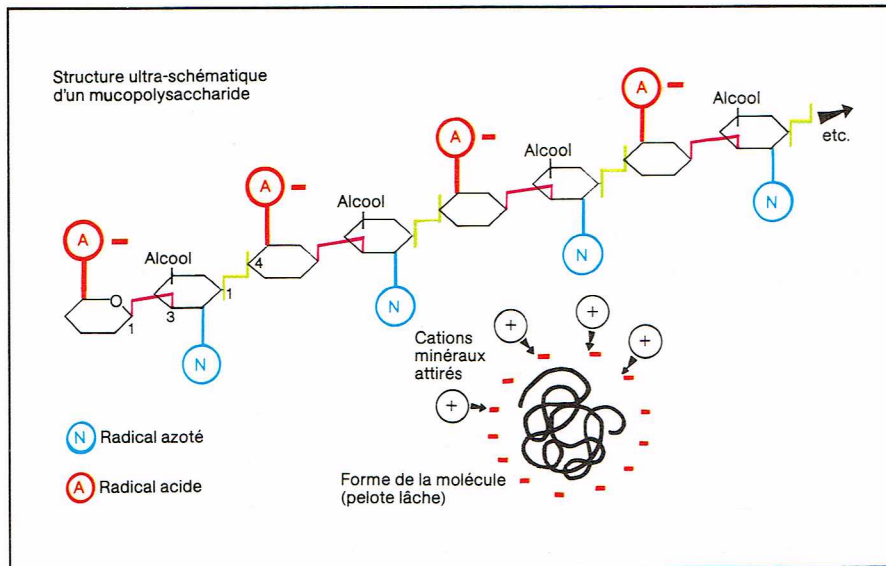 Structure ultra-schématique
d'un mucopolysaccharide
A
Alcool
etc.
A
Alcool
N
A
Alcool
N
A
Alcool
O
1
3
1
4
N
N
Cations
minéraux
attirés
+
+
+
+
N Radical azoté
A Radical acide
Forme de la molécule
(pelote lâche)